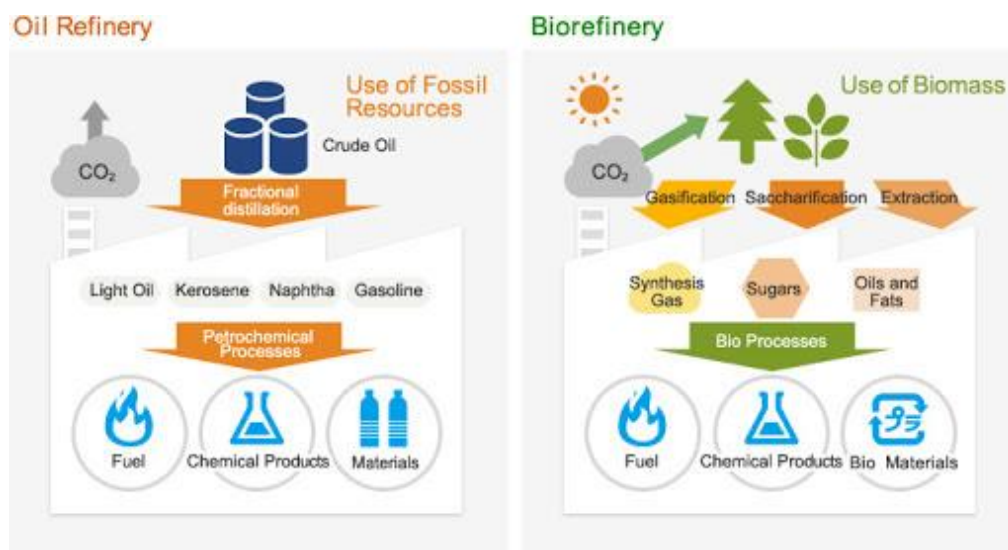 Oil Refinery
Use of Fossil
Resources
Crude Oil
CO₂
Fractional
distillation
Light Oil
Kerosene
Naphtha
Gasoline
Petrochemical
Processes
Fuel
Chemical Products
Materials
Biorefinery
Use of Biomass
CO₂
Gasification
Saccharification
Extraction
Synthesis
Gas
Sugars
Oils and
Fats
Bio Processes
プラ
Fuel
Chemical Products
Bio Materials